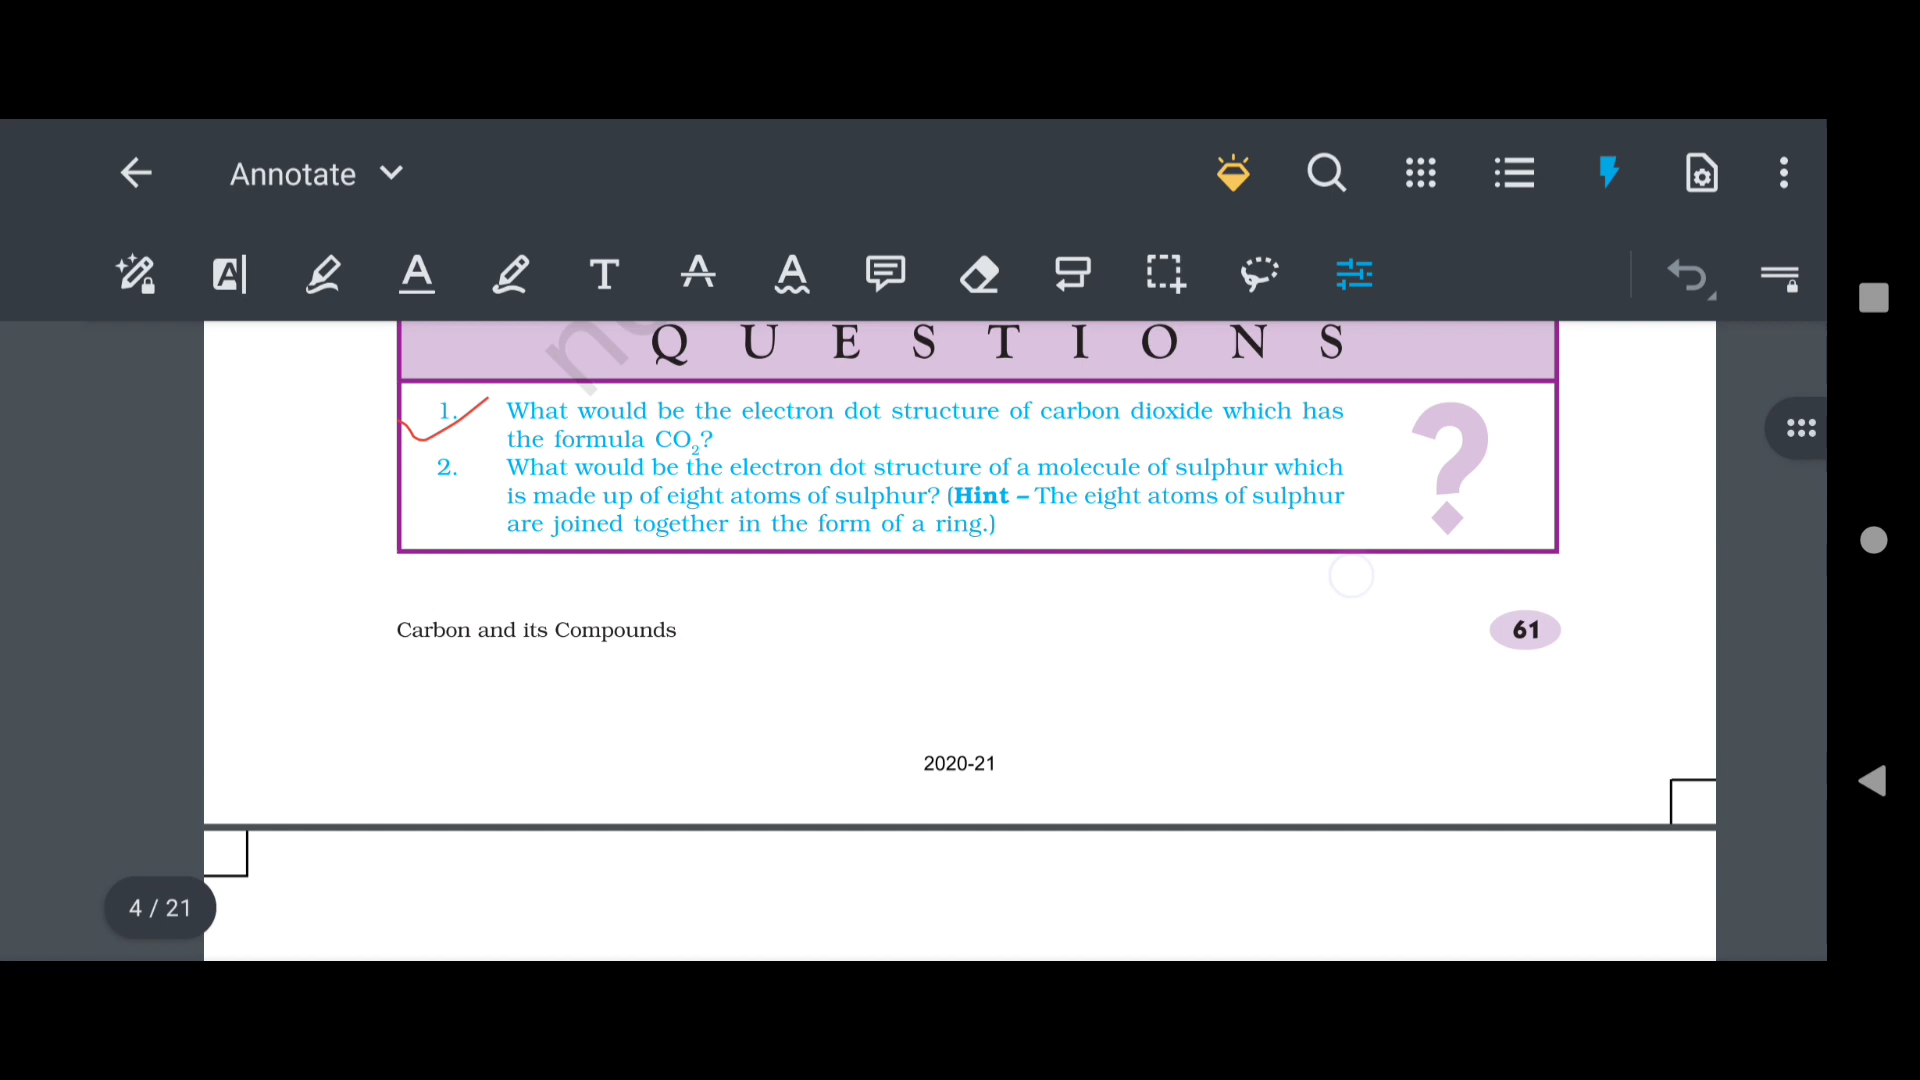 Annotate
T
Q U E S T I O N S
1. What would be the electron dot structure of carbon dioxide which has
the formula CO₂?
2. What would be the electron dot structure of a molecule of sulphur which
is made up of eight atoms of sulphur? (Hint – The eight atoms of sulphur
are joined together in the form of a ring.)
?
Carbon and its Compounds
61
2020-21
4 / 21